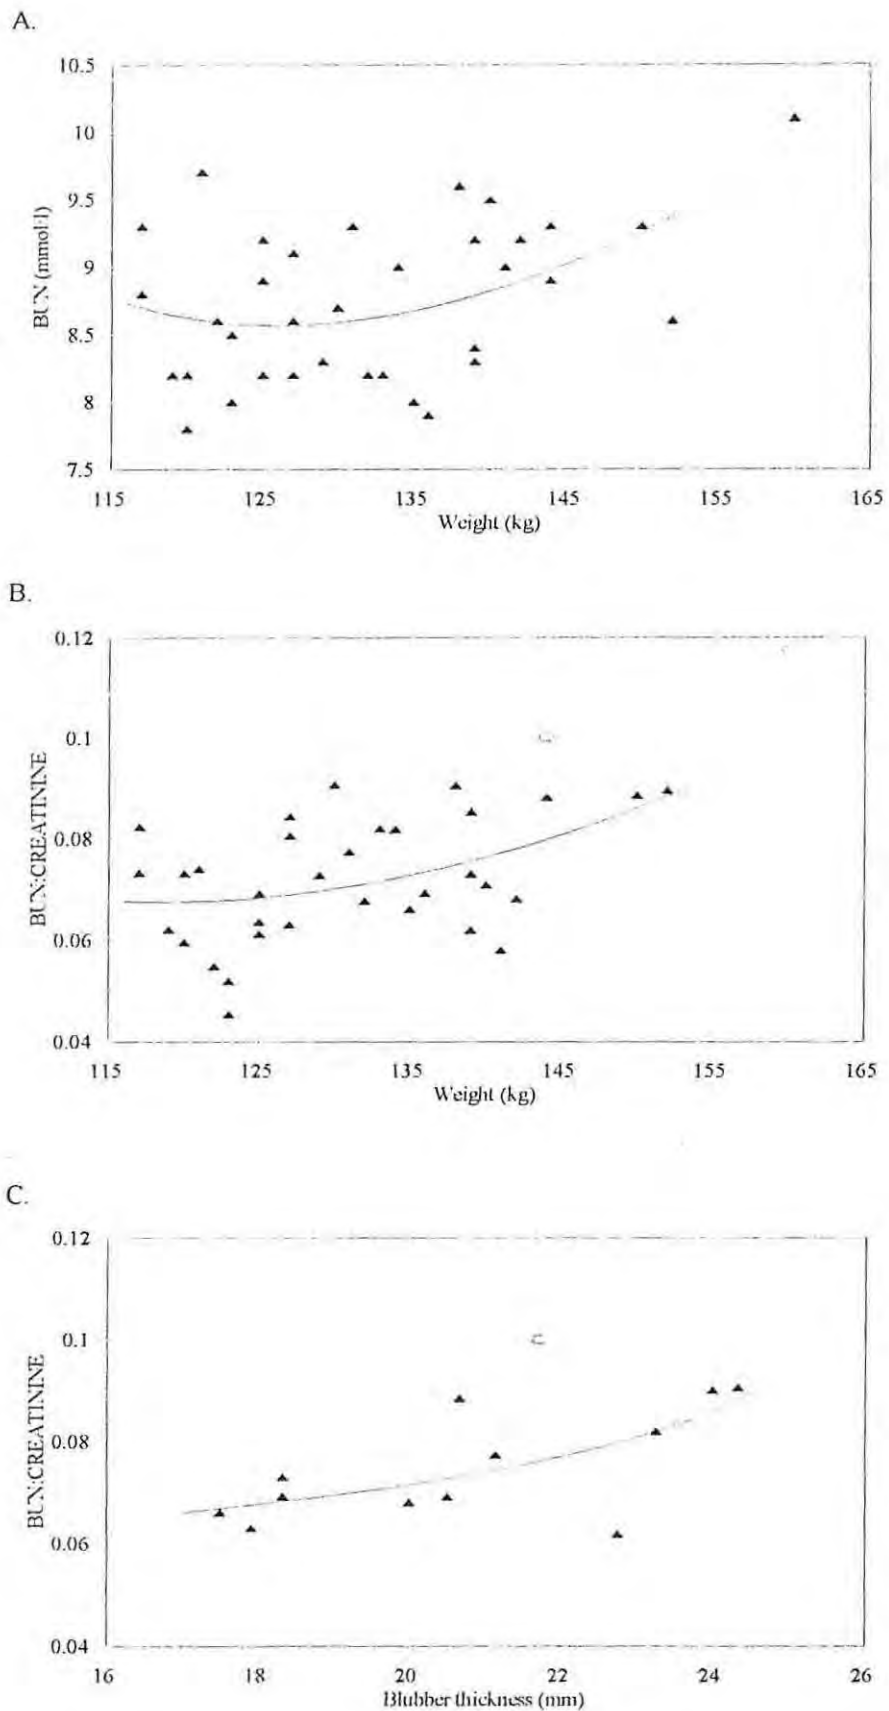 A.
10.5
10
9.5
9
8.5
8
7.5
BUN (mmol/l)
115 125 135 145 155 165
Weight (kg)
B.
0.12
0.1
0.08
0.06
0.04
BUN:CREATININE
115 125 135 145 155 165
Weight (kg)
C.
0.12
0.1
0.08
0.06
0.04
BUN:CREATININE
16 18 20 22 24 26
Blubber thickness (mm)